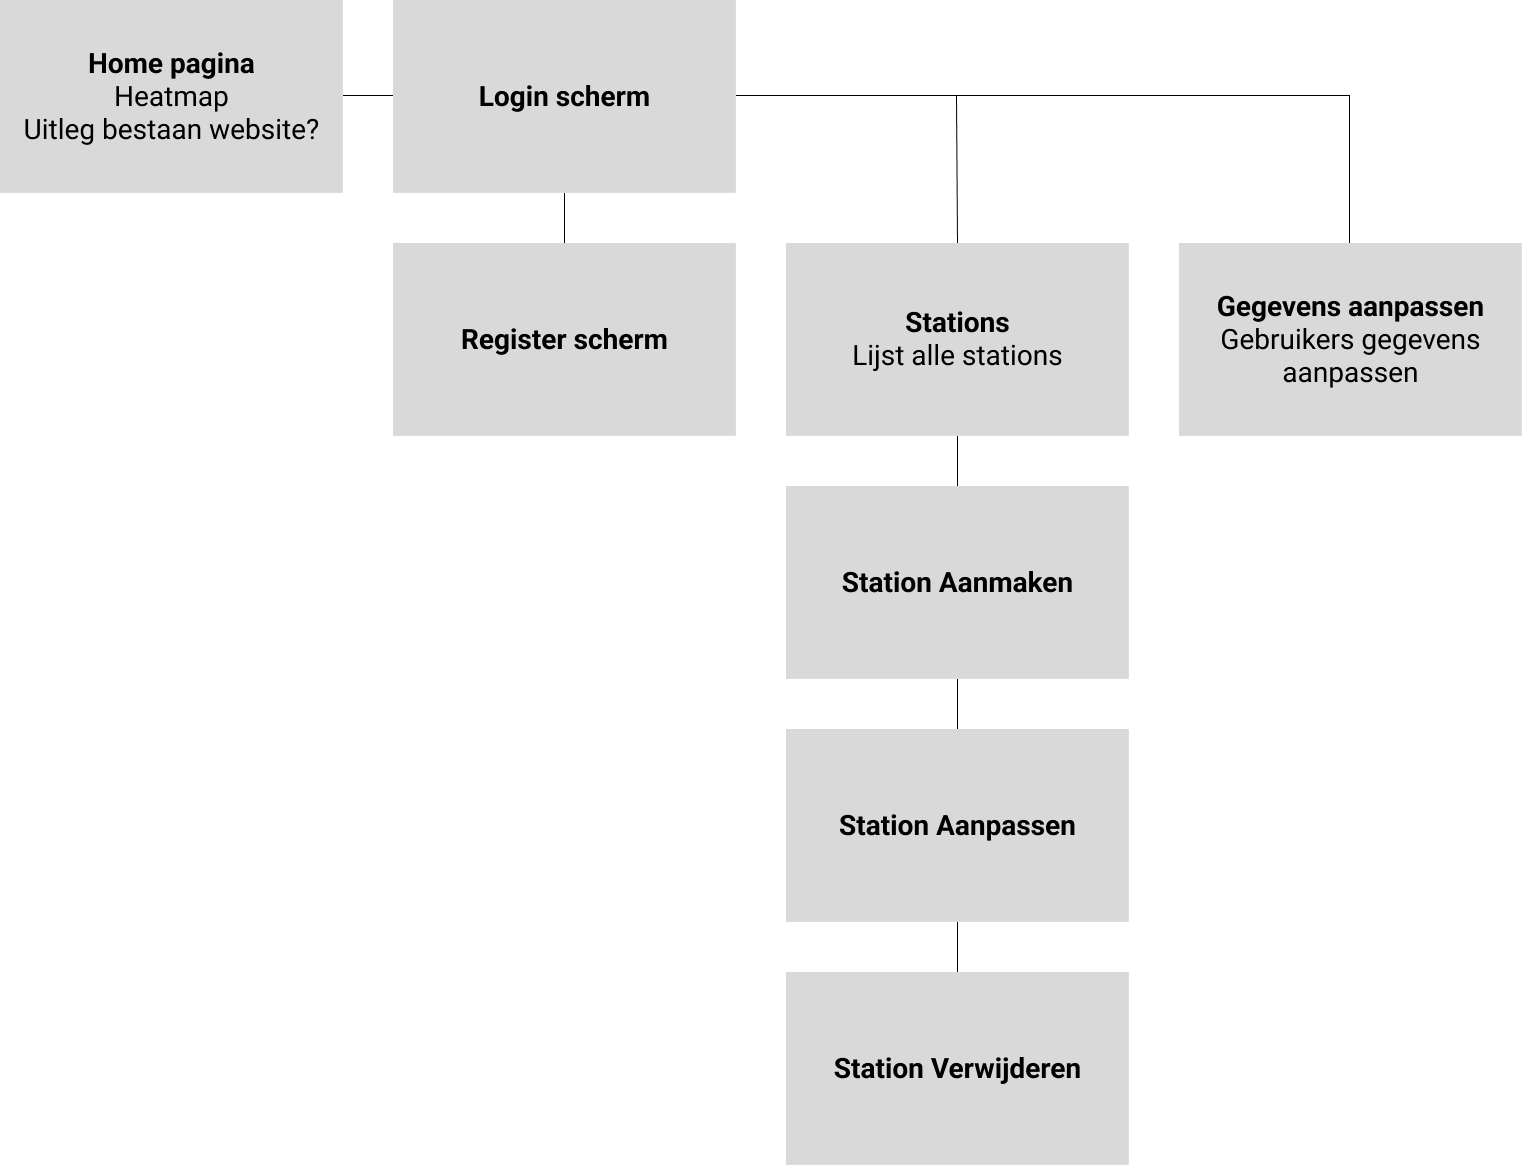 Home pagina
Heatmap
Uitleg bestaan website?
Login scherm
Register scherm
Stations
Lijst alle stations
Gegevens aanpassen
Gebruikers gegevens
aanpassen
Station Aanmaken
Station Aanpassen
Station Verwijderen